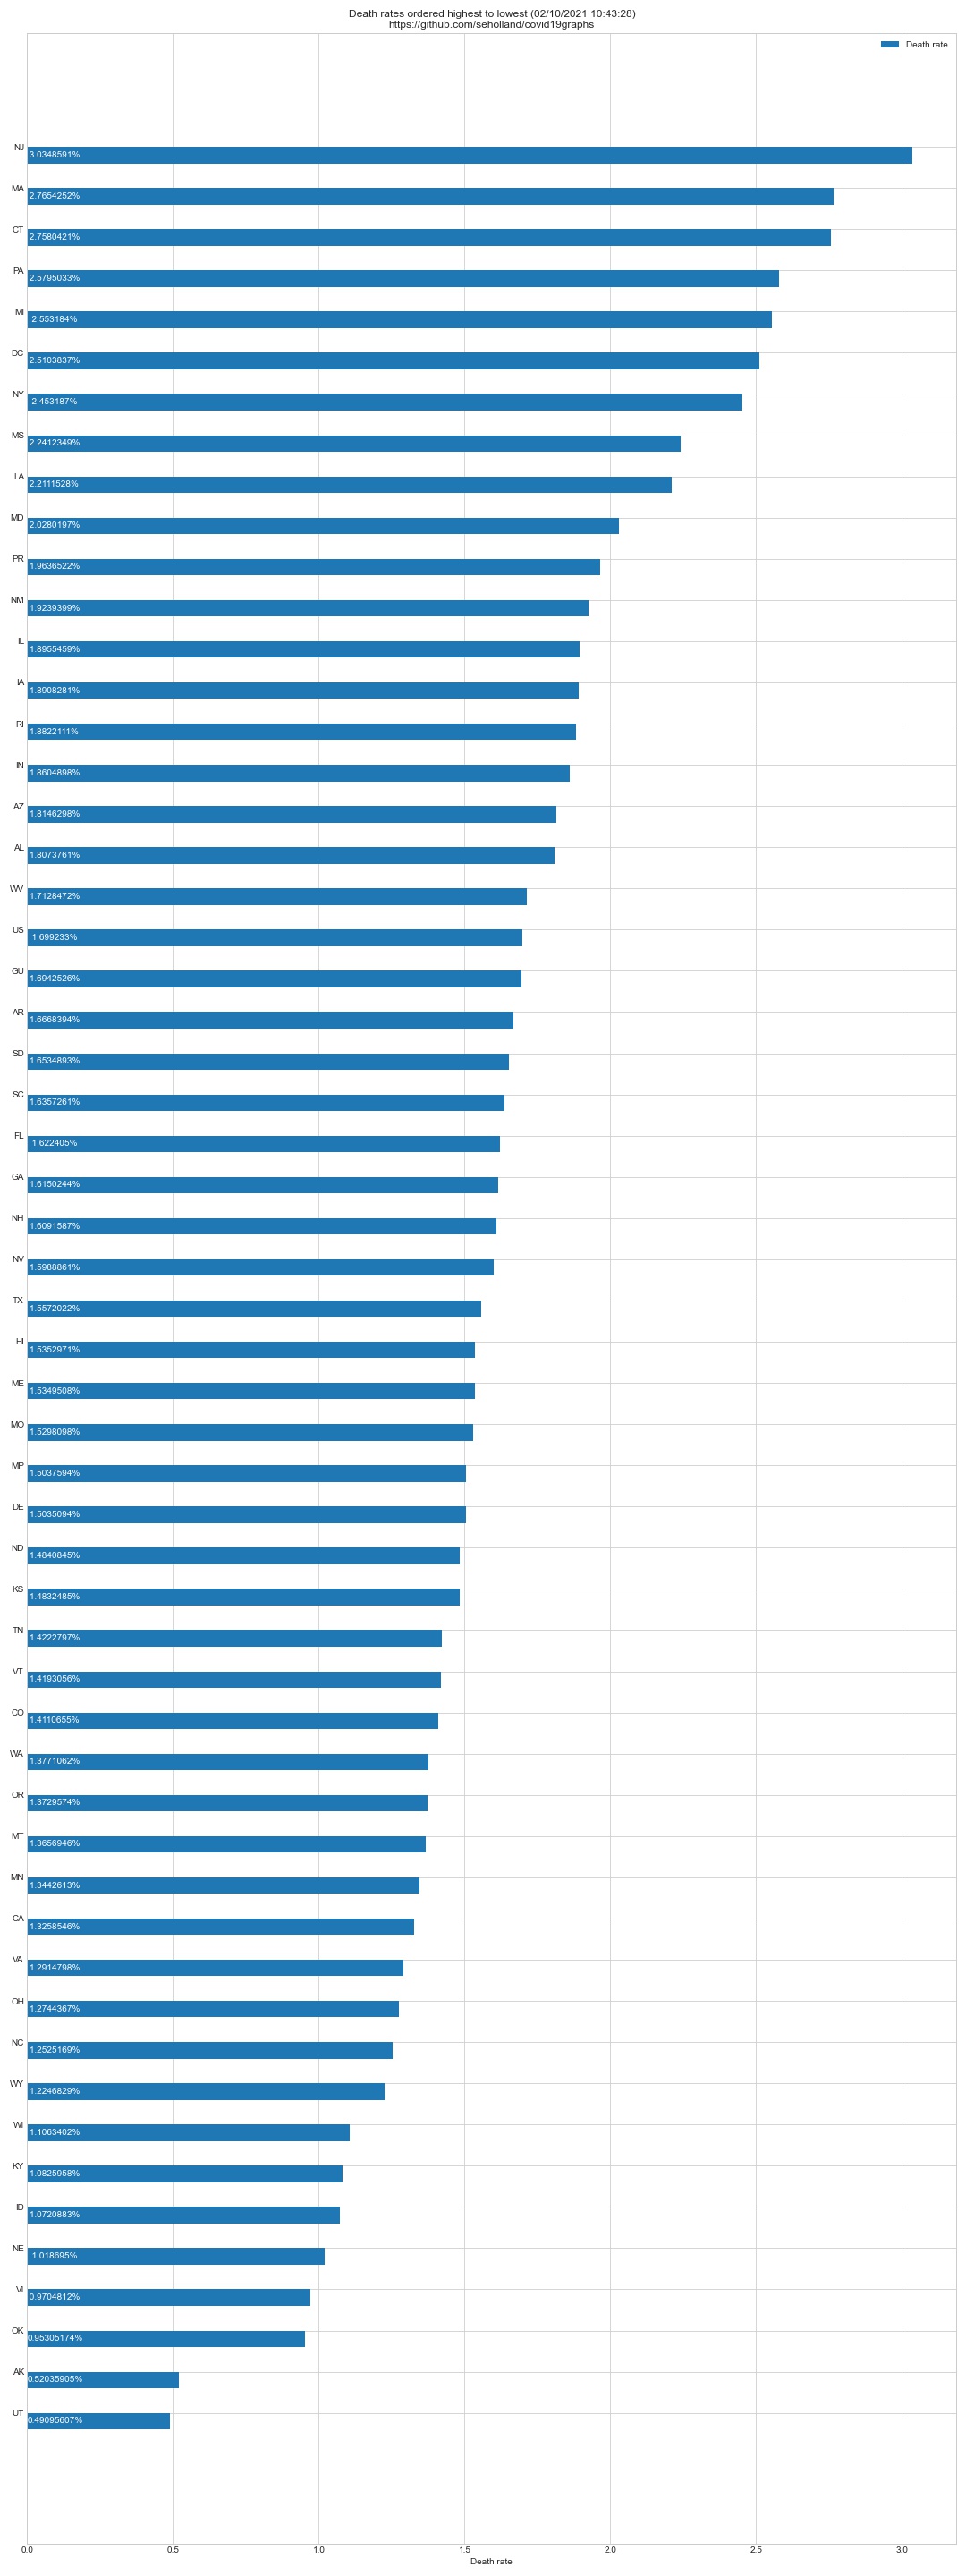 Death rates ordered highest to lowest (02/10/2021 10:43:28)
https://github.com/seholland/covid19graphs
Death rate
NJ 3.0348591%
MA 2.7654252%
CT 2.7580421%
PA 2.5795033%
MI 2.553184%
DC 2.5103837%
NY 2.453187%
MS 2.2412349%
LA 2.2111528%
MD 2.0280197%
PR 1.9636522%
NM 1.9239399%
IL 1.8955459%
IA 1.8908281%
RI 1.8822111%
IN 1.8604898%
AZ 1.8146298%
AL 1.8073761%
WV 1.7128472%
US 1.699233%
GU 1.6942526%
AR 1.6668394%
SD 1.6534893%
SC 1.6357261%
FL 1.622405%
GA 1.6150244%
NH 1.6091587%
NV 1.5988861%
TX 1.5572022%
HI 1.5352971%
ME 1.5349508%
MO 1.5298098%
MP 1.5037594%
DE 1.5035094%
ND 1.4840845%
KS 1.4832485%
TN 1.4222797%
VT 1.4193056%
CO 1.4110655%
WA 1.3771062%
OR 1.3729574%
MT 1.3656946%
MN 1.3442613%
CA 1.3258546%
VA 1.2914798%
OH 1.2744367%
NC 1.2525169%
WY 1.2246829%
WI 1.1063402%
KY 1.0825958%
ID 1.0720883%
NE 1.018695%
VI 0.9704812%
OK 0.95305174%
AK 0.52035905%
UT 0.49095607%
0.0 0.5 1.0 1.5 2.0 2.5 3.0
Death rate